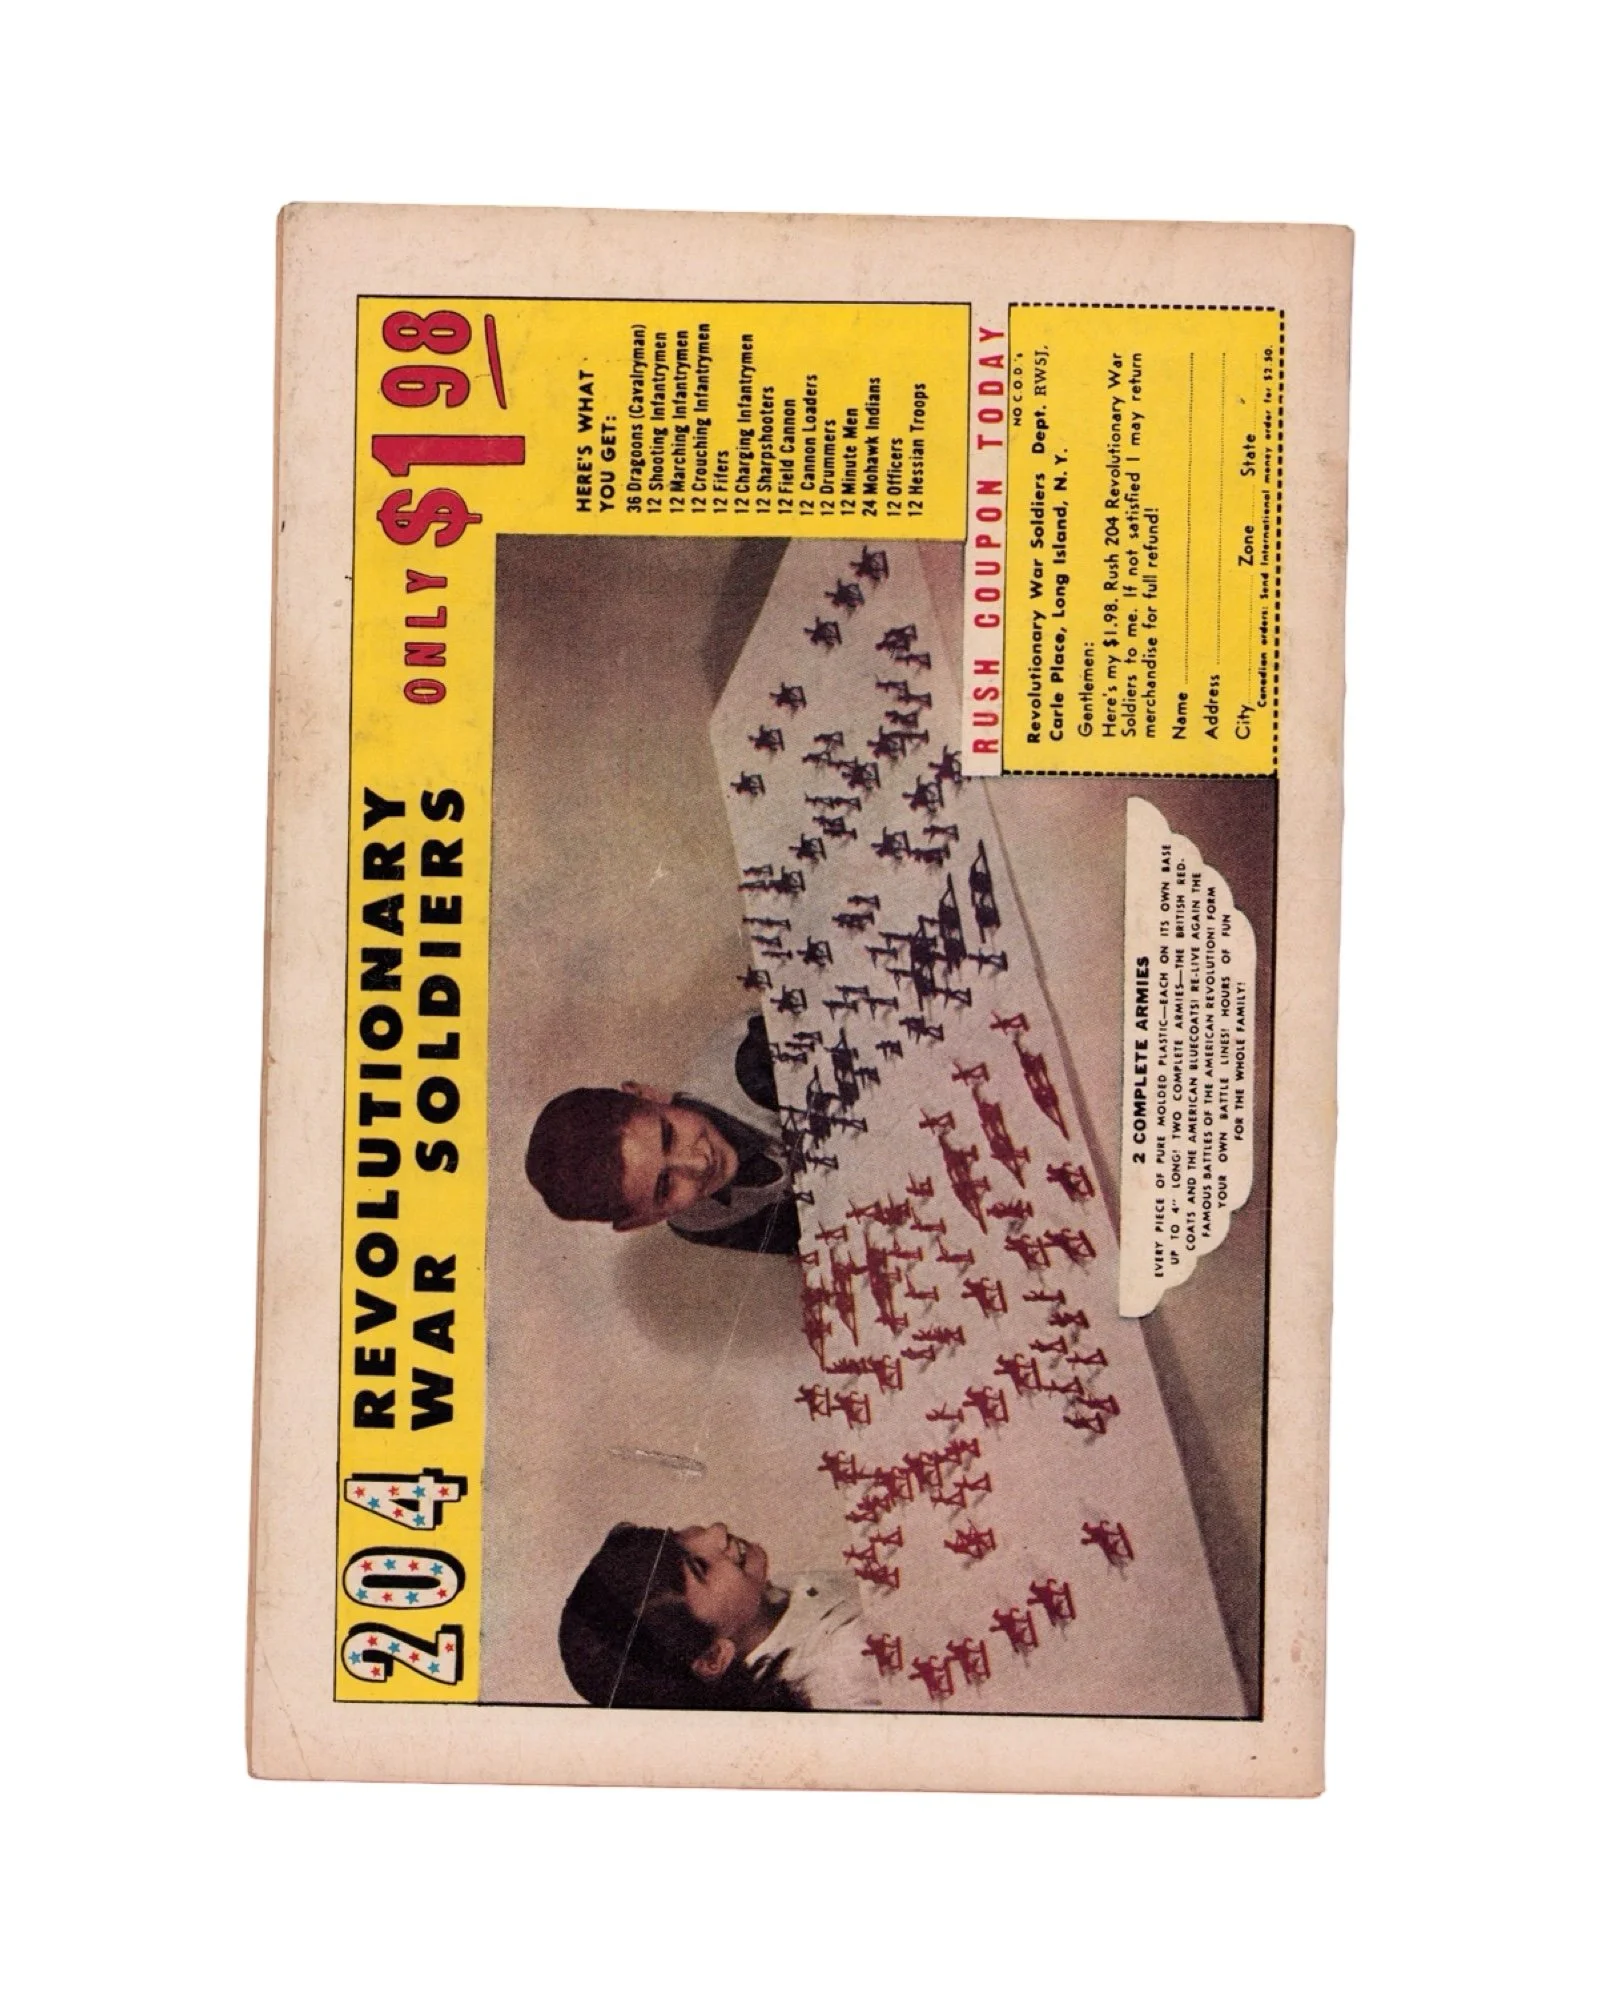 204 REVOLUTIONARY
WAR SOLDIERS
ONLY $1 98
HERE'S WHAT
YOU GET:
36 Dragoons (Cavalryman)
12 Shooting Infantrymen
12 Marching Infantrymen
12 Crouching Infantrymen
12 Fifers
12 Charging Infantrymen
12 Sharpshooters
12 Field Cannon
12 Cannon Loaders
12 Drummers
12 Minute Men
24 Mohawk Indians
12 Officers
12 Hessian Troops
RUSH COUPON TODAY
NO C.O.D.'s
Revolutionary War Soldiers Dept. RWSJ,
Carle Place, Long Island, N. Y.
Gentlemen:
Here's my $1.98. Rush 204 Revolutionary War
Soldiers to me. If not satisfied I may return
merchandise for full refund!
Name
Address
City Zone State
Canadian orders: Send International money order for $2.50.
2 COMPLETE ARMIES
EVERY PIECE OF PURE MOLDED PLASTIC—EACH ON ITS OWN BASE
UP TO 4" LONG! TWO COMPLETE ARMIES—THE BRITISH RED-
COATS AND THE AMERICAN BLUECOATS! RE-LIVE AGAIN THE
FAMOUS BATTLES OF THE AMERICAN REVOLUTION! FORM
YOUR OWN BATTLE LINES! HOURS OF FUN
FOR THE WHOLE FAMILY!